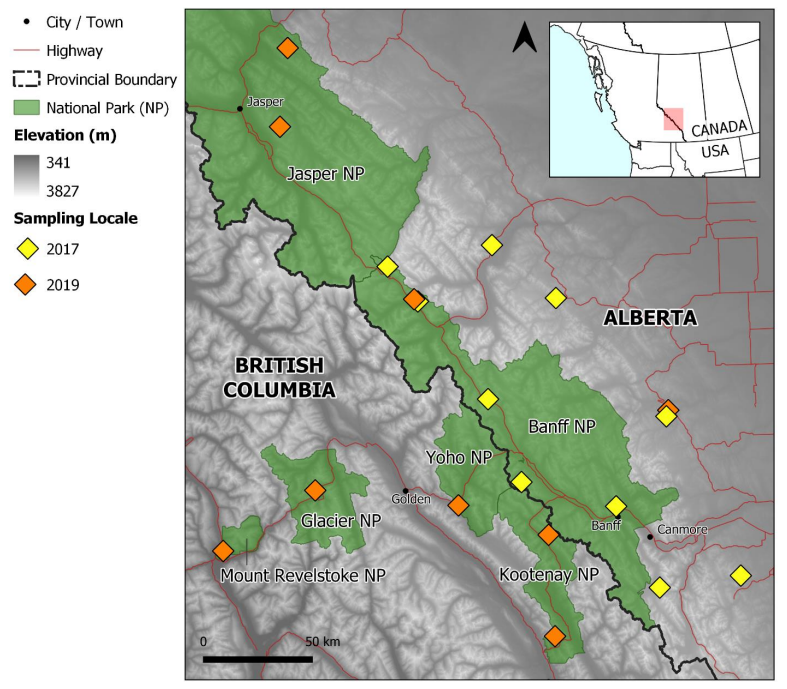 City / Town
Highway
Provincial Boundary
National Park (NP)
Elevation (m)
341
3827
Sampling Locale
2017
2019
CANADA
USA
Jasper
Jasper NP
ALBERTA
BRITISH
COLUMBIA
Banff NP
Yoho NP
Golden
Glacier NP
Banff
Canmore
Kootenay NP
Mount Revelstoke NP
0
50 km